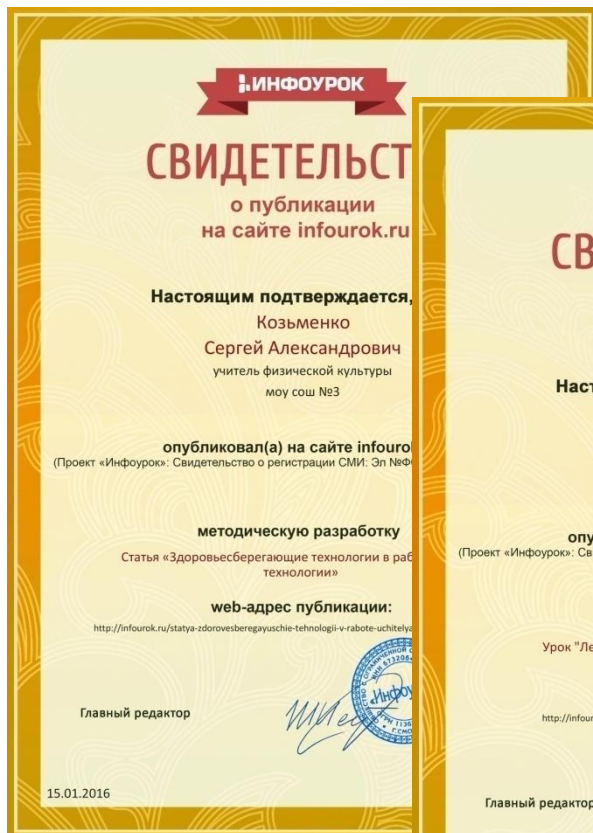 ИНФОУРОК
СВИДЕТЕЛЬСТ
о публикации
на сайте infourok.ru
Настоящим подтверждается,
Козьменко
Сергей Александрович
учитель физической культуры
моу сош №3
опубликовал(а) на сайте infourok
(Проект «Инфоурок»: Свидетельство о регистрации СМИ: Эл №ФС
методическую разработку
Статья «Здоровьесберегающие технологии в раб
технологии»
web-адрес публикации:
http://infourok.ru/statya-zdorovesberegayuschie-tehnologii-v-rabote-uchitelya
Главный редактор
15.01.2016
СВ
Наст
опу
(Проект «Инфоурок»: Св
Урок "Ле
http://infour
Главный редактор